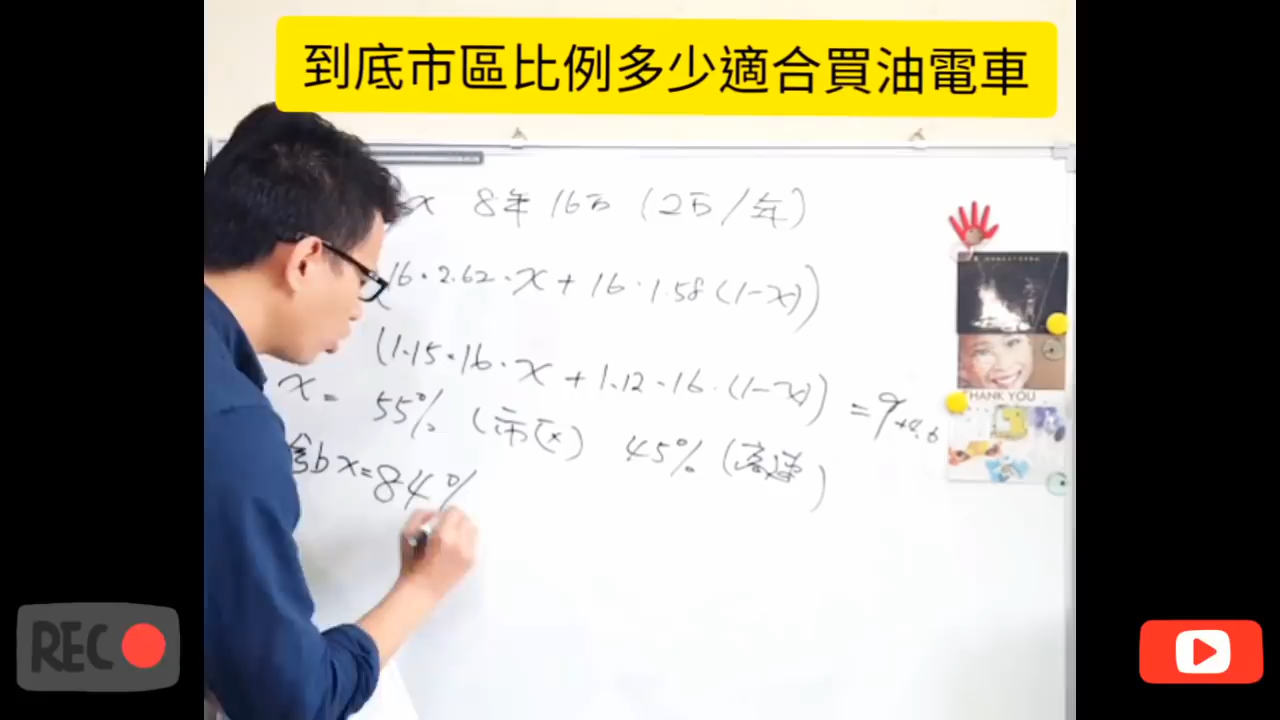 到底市區比例多少適合買油電車
x 8年 16万 (2万/年)
16·2.62·x + 16·1.58(1-x))
(1.15·16·x + 1.12·16·(1-x)) = 9+4.6
x = 55% (市区) 45% (高速)
b x=84%
THANK YOU
REC